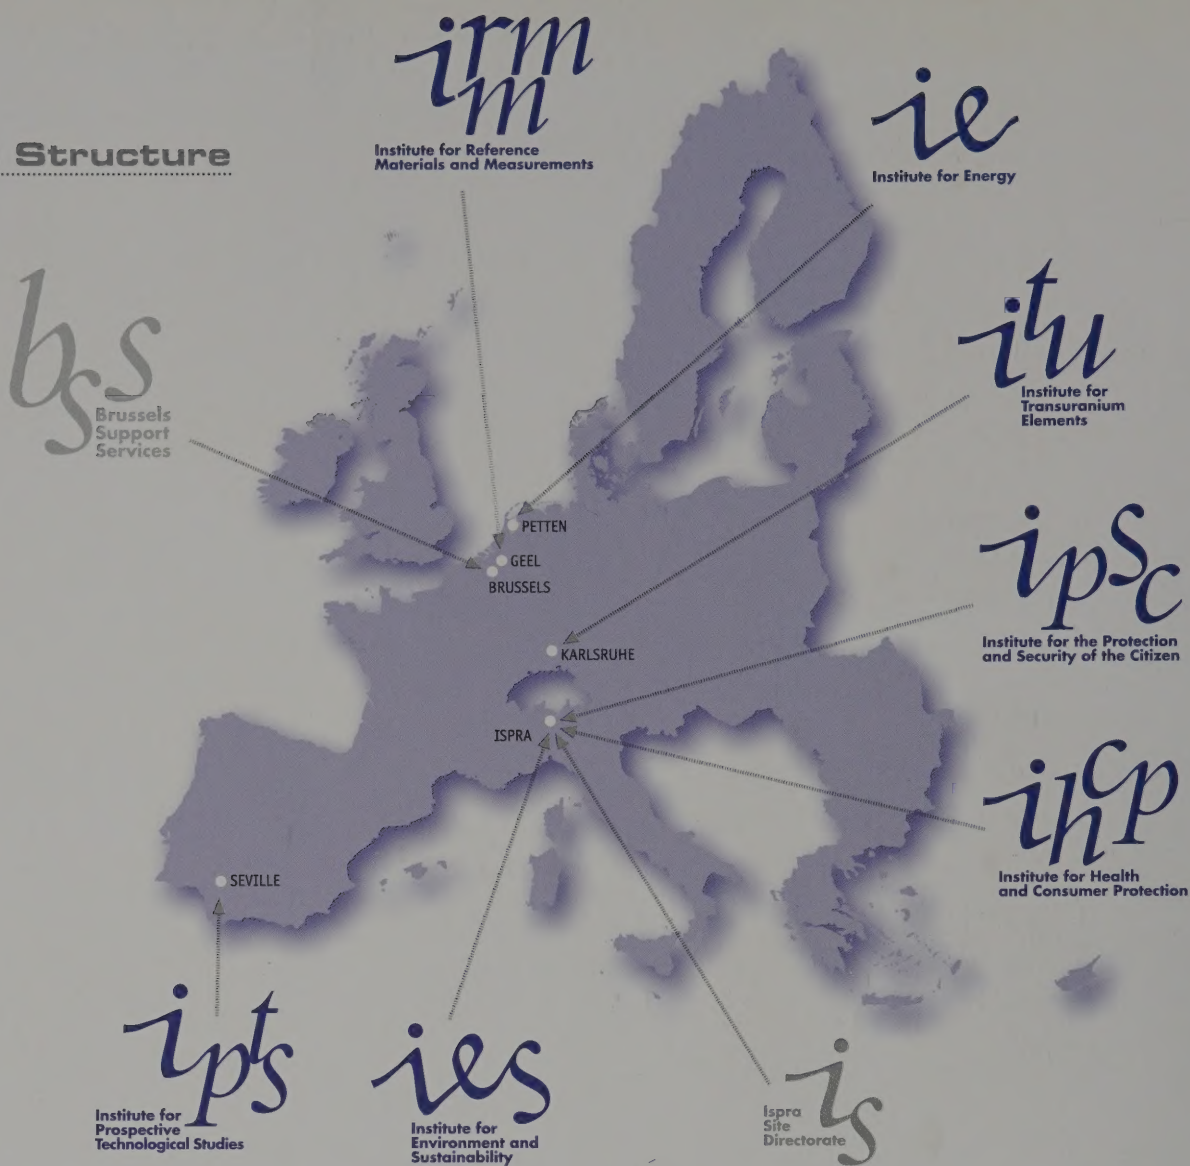 Structure
irmm
Institute for Reference
Materials and Measurements
ie
Institute for Energy
bss
Brussels
Support
Services
itu
Institute for
Transuranium
Elements
PETTEN
GEEL
BRUSSELS
ipsc
Institute for the Protection
and Security of the Citizen
KARLSRUHE
ISPRA
ihcp
Institute for Health
and Consumer Protection
SEVILLE
ipts
Institute for
Prospective
Technological Studies
ies
Institute for
Environment and
Sustainability
is
Ispra
Site
Directorate